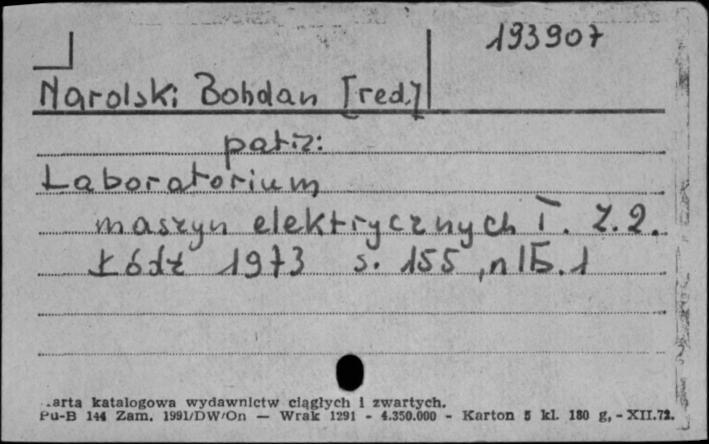 193907
Narolski Bohdan [red.]
patrz:
Laboratorium
maszyn elektrycznych I. Z.2.
Łódź 1973 s. 155, nlb.1
arta katalogowa wydawnictw ciągłych i zwartych.
Pu-B 144 Zam. 1991/DW/On — Wrak 1291 - 4.350.000 - Karton 5 kl. 180 g, - XII.72.